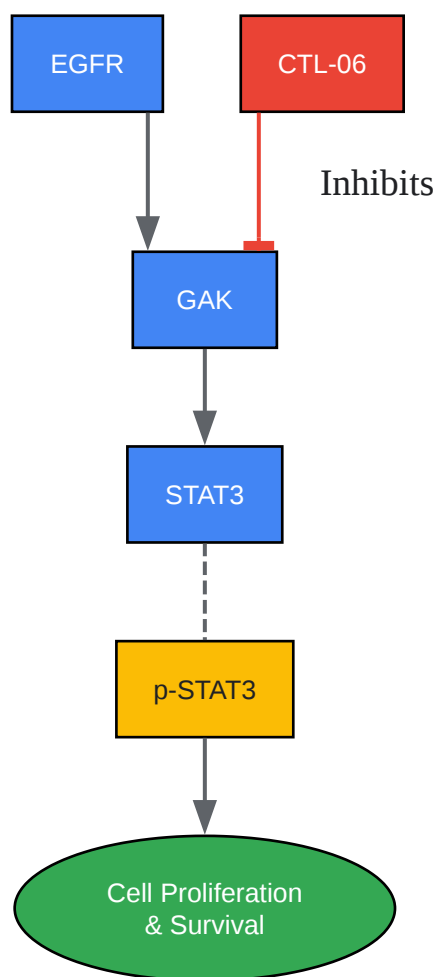 EGFR
CTL-06
Inhibits
GAK
STAT3
p-STAT3
Cell Proliferation
& Survival